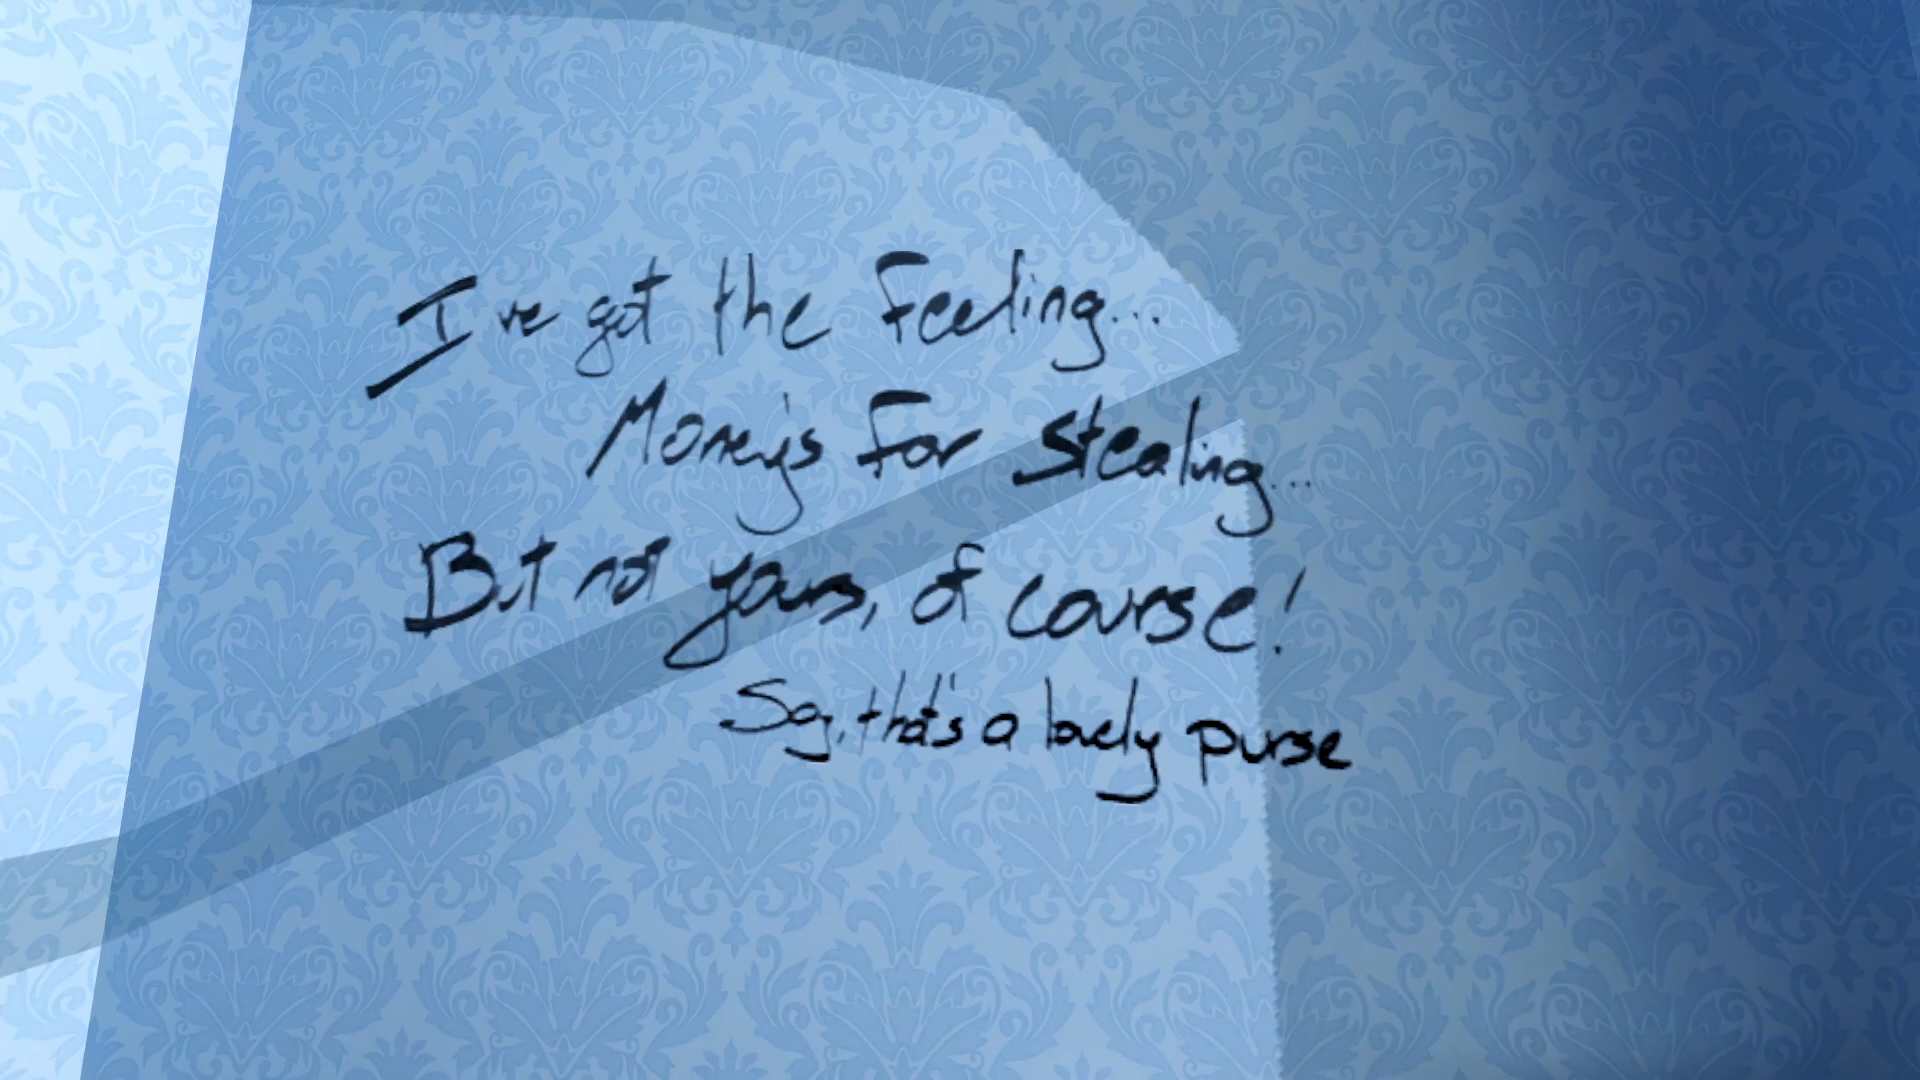 I've got the feeling...
Money's for stealing...
But not yours, of course!
Say, that's a lovely purse